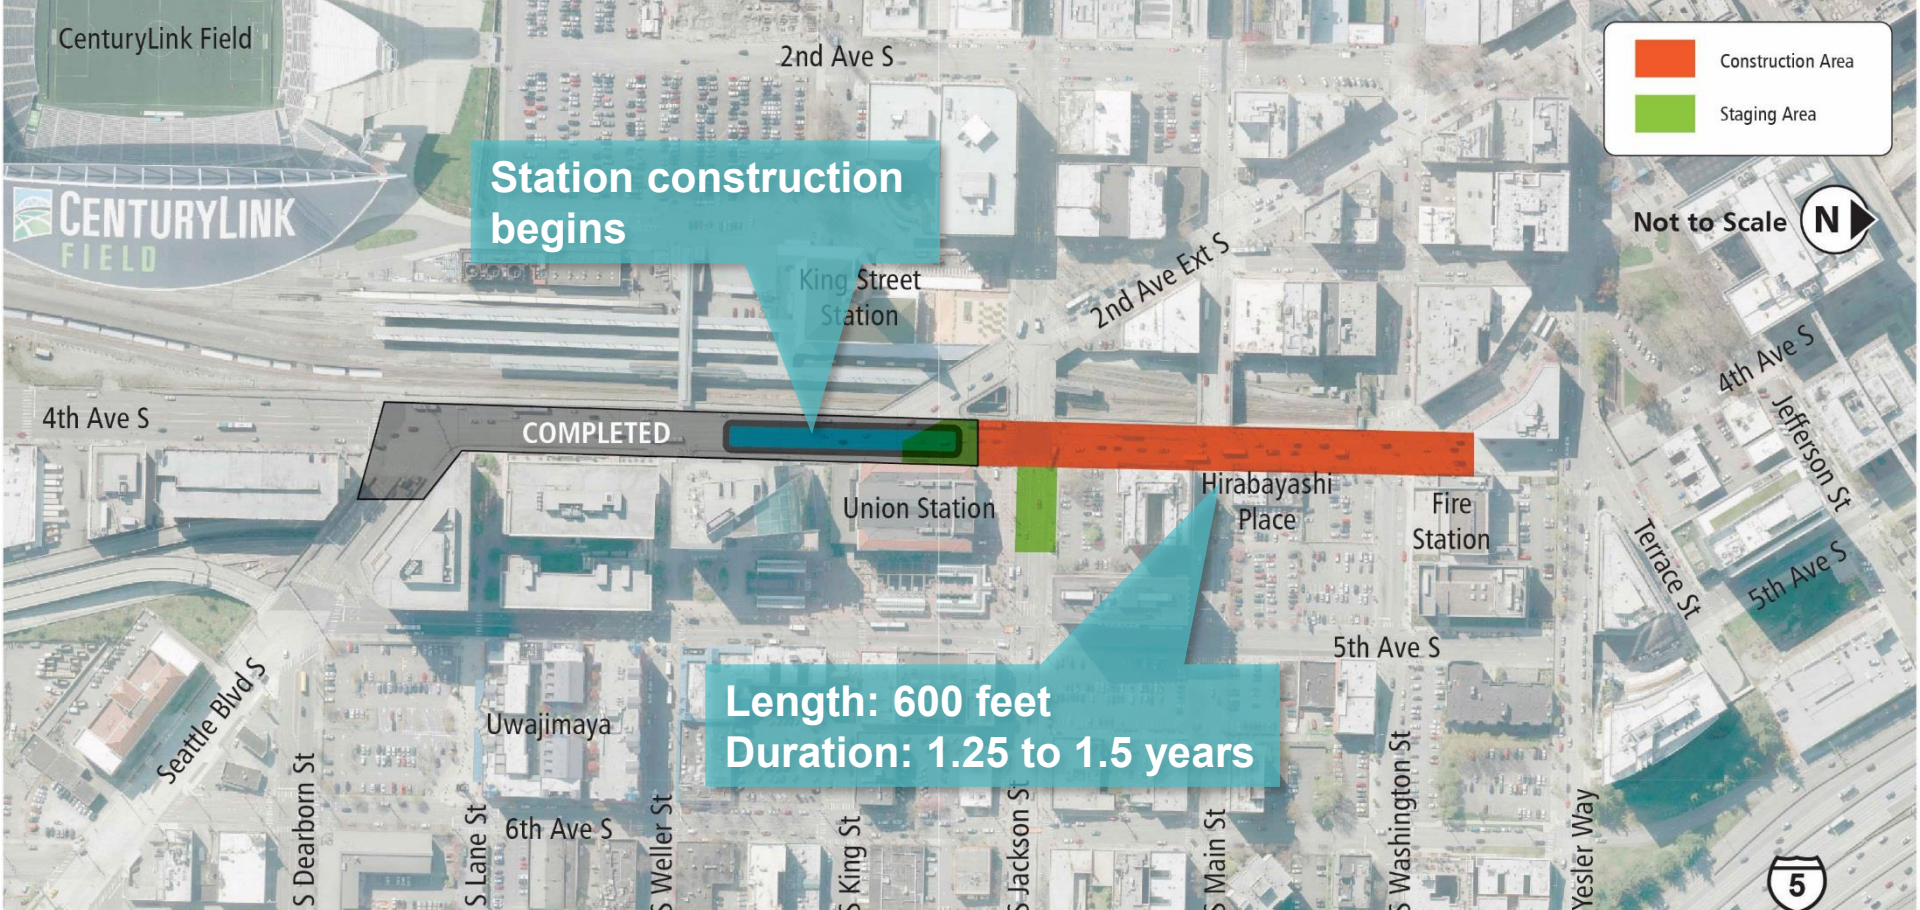 CenturyLink Field
2nd Ave S
Construction Area
Staging Area
Station construction
begins
CENTURYLINK
FIELD
Not to Scale
N
King Street
Station
2nd Ave Ext S
4th Ave S
4th Ave S
COMPLETED
Jefferson St
Union Station
Hirabayashi
Place
Fire
Station
Terrace St
5th Ave S
5th Ave S
Length: 600 feet
Duration: 1.25 to 1.5 years
Seattle Blvd S
Uwajimaya
6th Ave S
S Dearborn St
S Lane St
S Weller St
S King St
S Jackson St
S Main St
S Washington St
Yesler Way
5